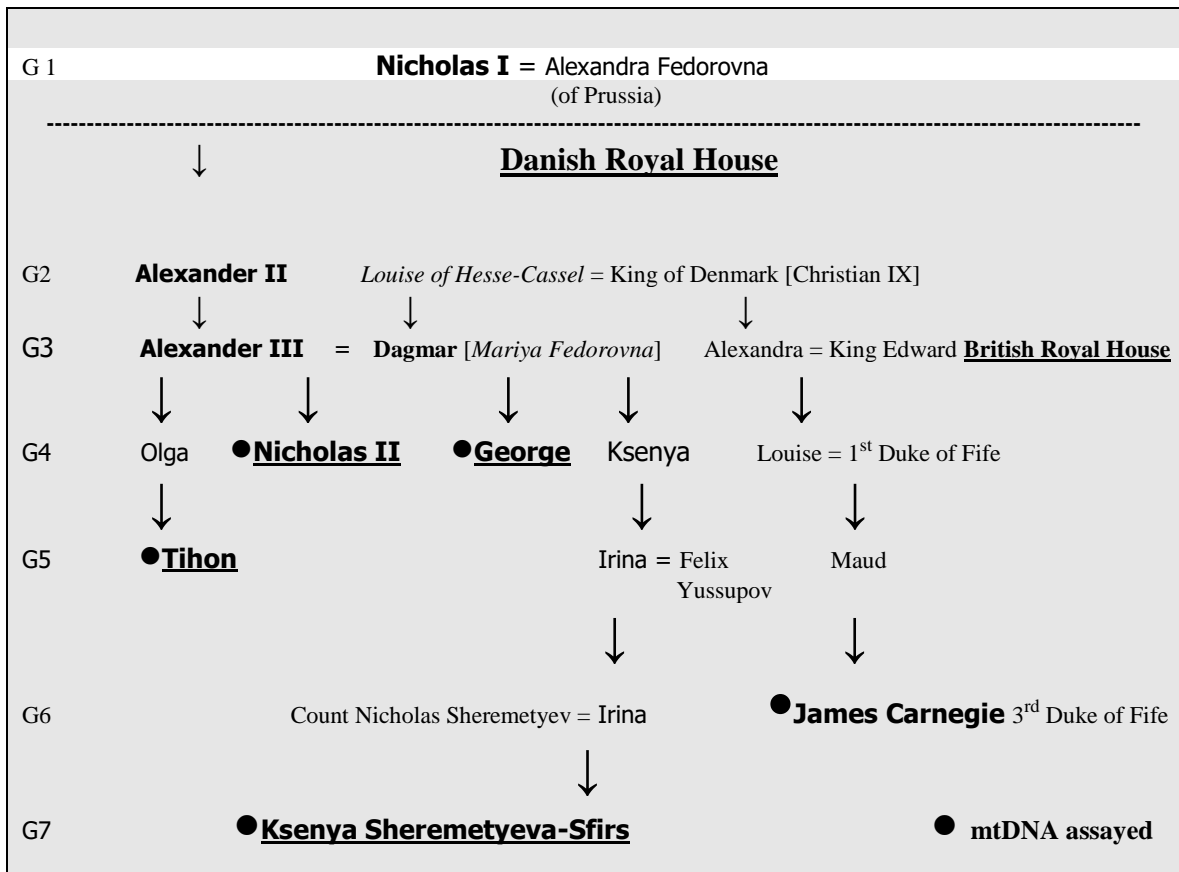 G 1 Nicholas I = Alexandra Fedorovna
(of Prussia)
↓ Danish Royal House
G2 Alexander II Louise of Hesse-Cassel = King of Denmark [Christian IX]
↓ ↓ ↓
G3 Alexander III = Dagmar [Mariya Fedorovna] Alexandra = King Edward British Royal House
↓ ↓ ↓ ↓ ↓
G4 Olga ●Nicholas II ●George Ksenya Louise = 1st Duke of Fife
↓ ↓ ↓
G5 ●Tihon Irina = Felix Maud
Yussupov
↓ ↓
G6 Count Nicholas Sheremetyev = Irina ●James Carnegie 3rd Duke of Fife
↓
G7 ●Ksenya Sheremetyeva-Sfirs ● mtDNA assayed